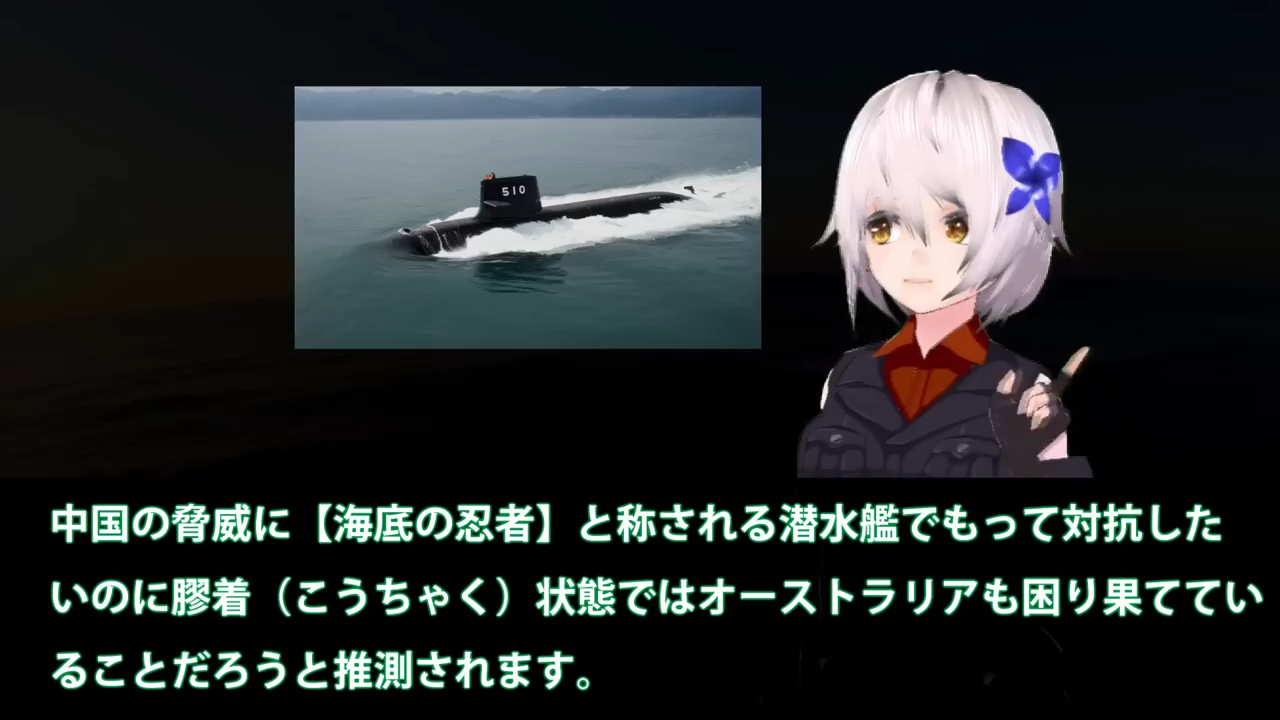 510
中国の脅威に【海底の忍者】と称される潜水艦でもって対抗した
いのに膠着（こうちゃく）状態ではオーストラリアも困り果ててい
ることだろうと推測されます。